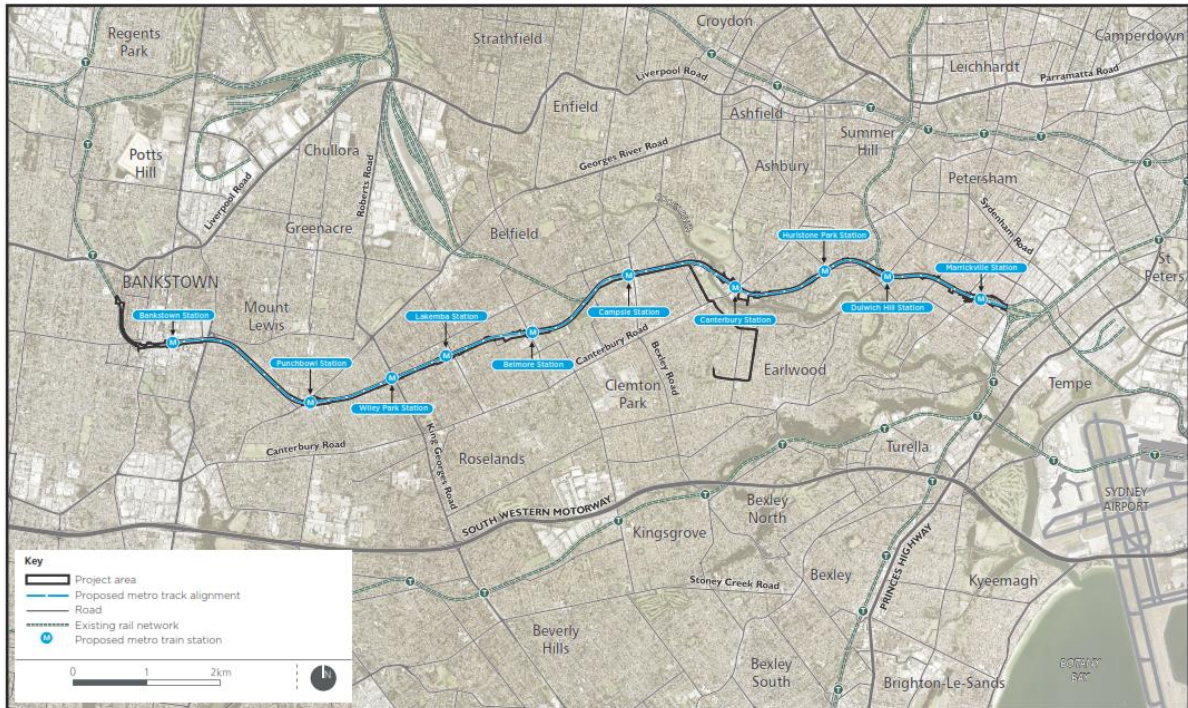 Regents
Park
Strathfield
Croydon
Camperdown
Leichhardt
Parramatta Road
Liverpool Road
Enfield
Ashfield
Summer
Hill
Potts
Hill
Chullora
Roberts Road
Liverpool Road
Georges River Road
Ashbury
Petersham
Sydenham Road
Greenacre
Belfield
St
Peters
Hurlstone Park Station
Marrickville Station
BANKSTOWN
Mount
Lewis
Bankstown Station
Lakemba Station
Campsie Station
Canterbury Station
Dulwich Hill Station
Punchbowl Station
Belmore Station
Canterbury Road
Bexley Road
Earlwood
Tempe
Wiley Park Station
Clemton
Park
Canterbury Road
King Georges Road
Roselands
Turella
SYDNEY
AIRPORT
SOUTH WESTERN MOTORWAY
Bexley
North
Kingsgrove
PRINCES HIGHWAY
Stoney Creek Road
Bexley
Kyeemagh
Beverly
Hills
Bexley
South
Brighton-Le-Sands
BOTANY
BAY
Key
Project area
Proposed metro track alignment
Road
Existing rail network
M Proposed metro train station
0 1 2km
N